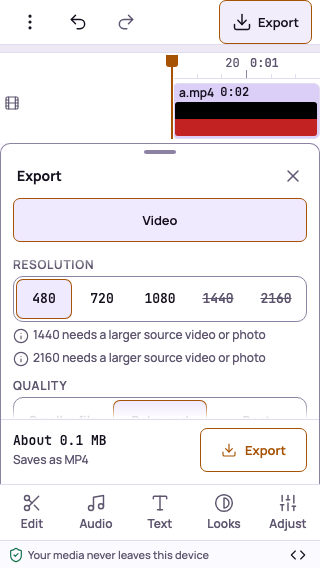 Export
20 0:01
a.mp4 0:02
Export
Video
RESOLUTION
480 720 1080 1440 2160
1440 needs a larger source video or photo
2160 needs a larger source video or photo
QUALITY
About 0.1 MB
Saves as MP4
Export
Edit Audio Text Looks Adjust
Your media never leaves this device